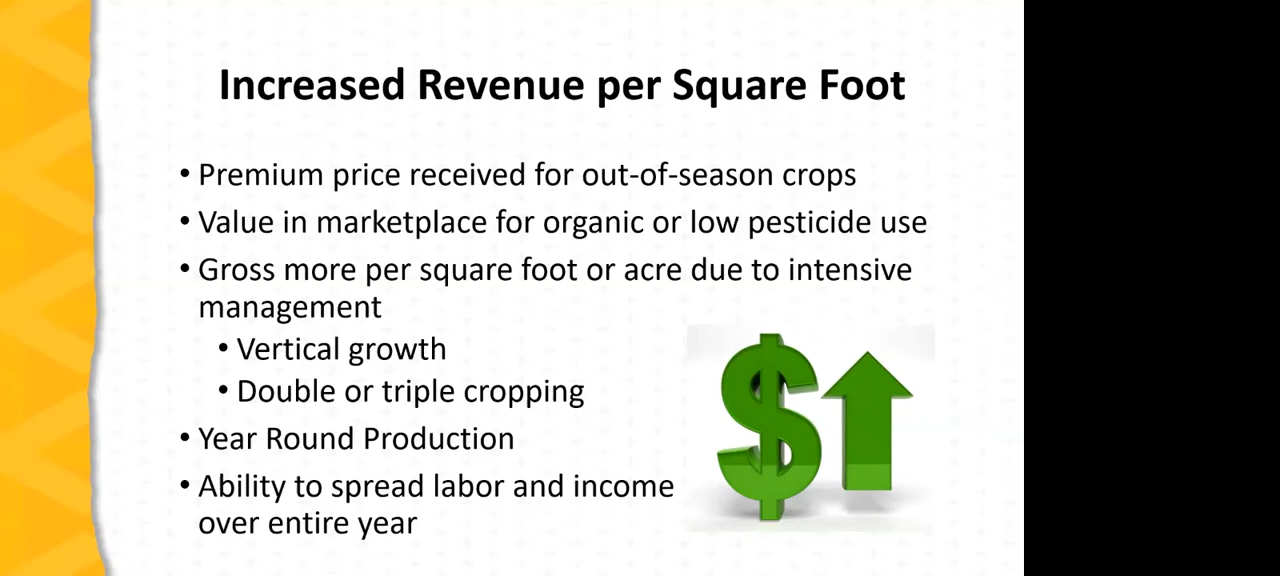 Increased Revenue per Square Foot
• Premium price received for out-of-season crops
• Value in marketplace for organic or low pesticide use
• Gross more per square foot or acre due to intensive
management
• Vertical growth
• Double or triple cropping
• Year Round Production
• Ability to spread labor and income
over entire year
$